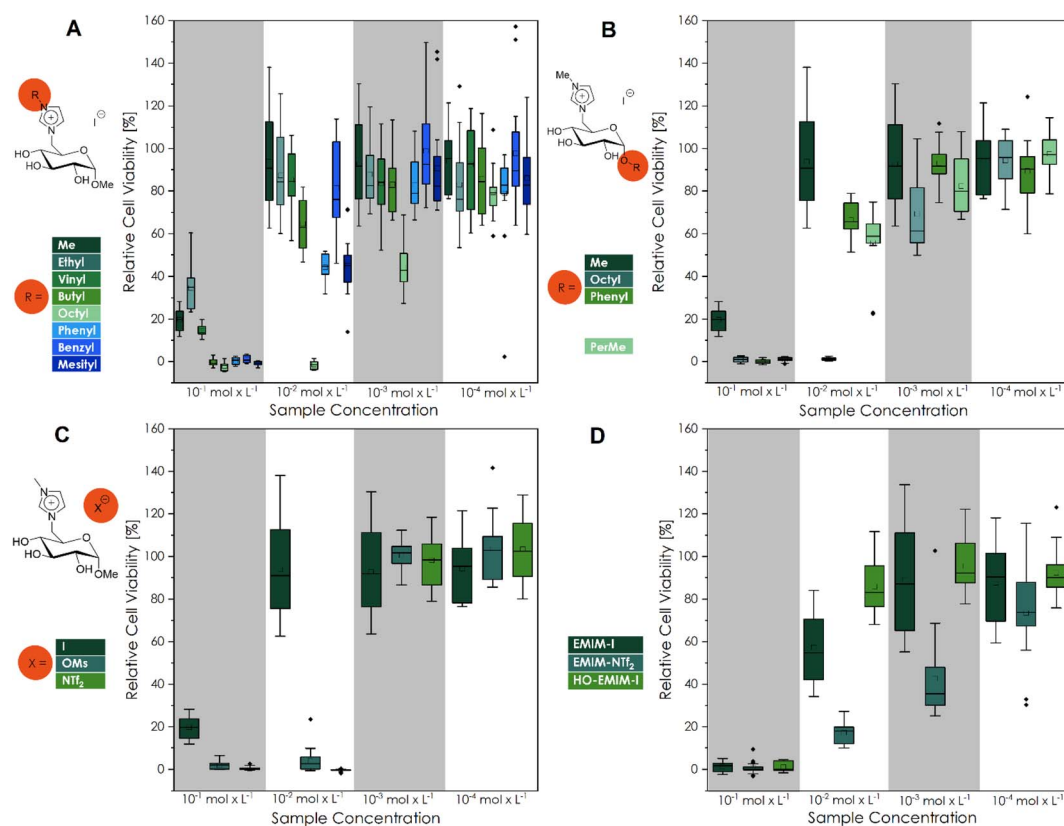 A
Relative Cell Viability [%]
160
140
120
100
80
60
40
20
0
10⁻¹ mol x L⁻¹
10⁻² mol x L⁻¹
10⁻³ mol x L⁻¹
10⁻⁴ mol x L⁻¹
Sample Concentration
R
N
N
I⊖
HO
HO
O
OH
OMe
R =
Me
Ethyl
Vinyl
Butyl
Octyl
Phenyl
Benzyl
Mesityl
B
Relative Cell Viability [%]
160
140
120
100
80
60
40
20
0
10⁻¹ mol x L⁻¹
10⁻² mol x L⁻¹
10⁻³ mol x L⁻¹
10⁻⁴ mol x L⁻¹
Sample Concentration
Me
N
N
I⊖
HO
HO
O
OH
O
R
R =
Me
Octyl
Phenyl
PerMe
C
Relative Cell Viability [%]
160
140
120
100
80
60
40
20
0
10⁻¹ mol x L⁻¹
10⁻² mol x L⁻¹
10⁻³ mol x L⁻¹
10⁻⁴ mol x L⁻¹
Sample Concentration
N
N
X⊖
HO
HO
O
OH
OMe
X =
I
OMs
NTf₂
D
Relative Cell Viability [%]
160
140
120
100
80
60
40
20
0
10⁻¹ mol x L⁻¹
10⁻² mol x L⁻¹
10⁻³ mol x L⁻¹
10⁻⁴ mol x L⁻¹
Sample Concentration
EMIM-I
EMIM-NTf₂
HO-EMIM-I